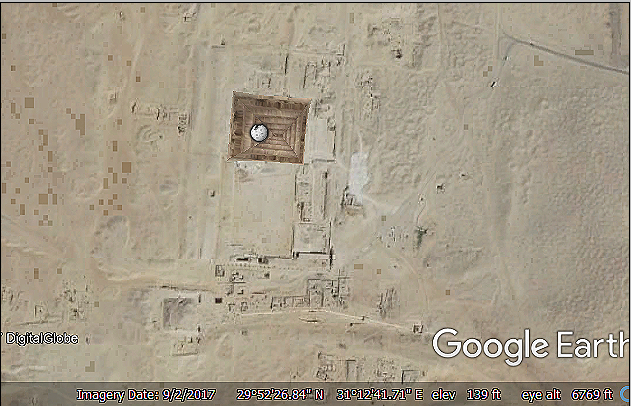 DigitalGlobe
Google Earth
Imagery Date: 9/2/2017 29°52'26.84" N 31°12'41.71" E elev 139 ft eye alt 6769 ft